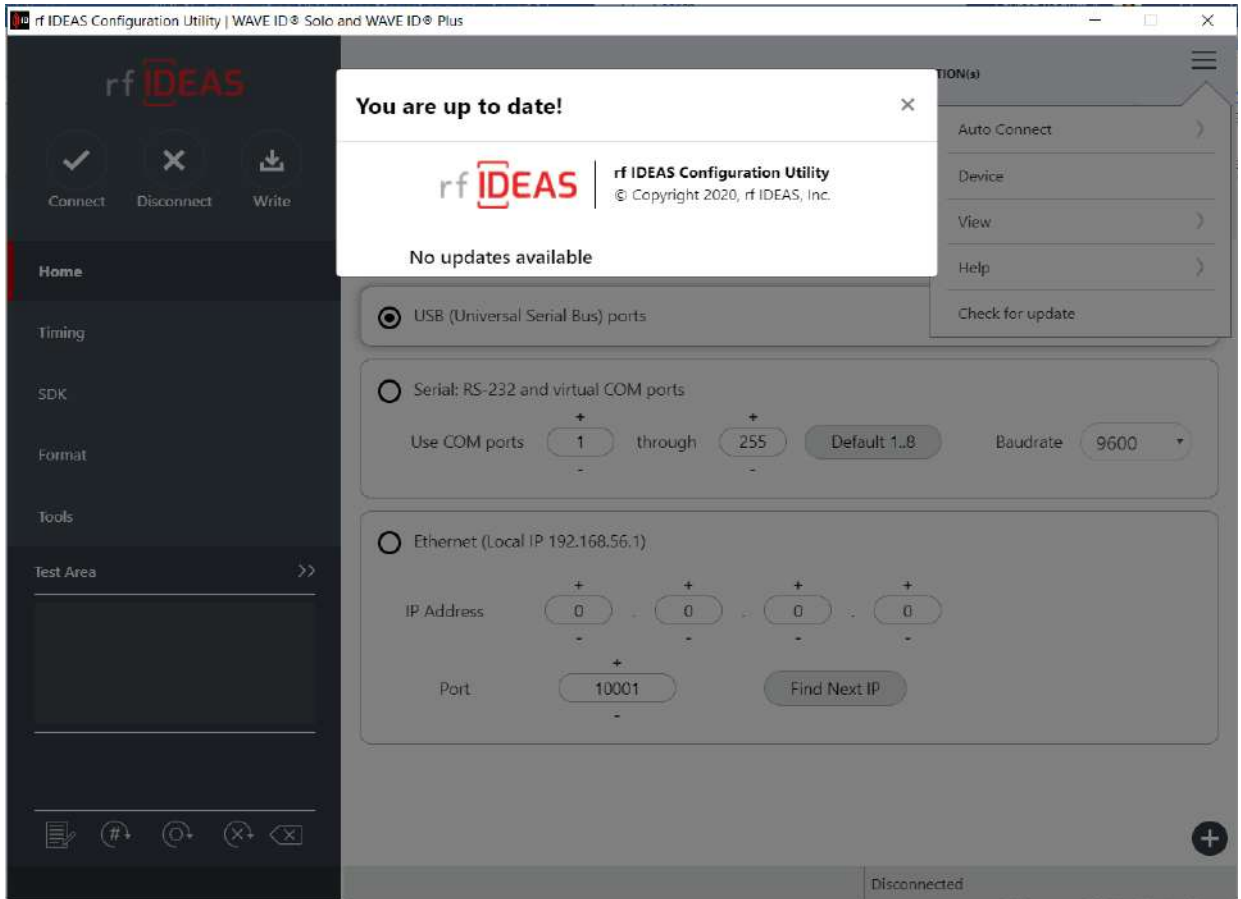 rf IDEAS Configuration Utility | WAVE ID® Solo and WAVE ID® Plus
rf IDEAS
Connect Disconnect Write
Home
Timing
SDK
Format
Tools
Test Area >>
TION(s)
You are up to date!
rf IDEAS
rf IDEAS Configuration Utility
© Copyright 2020, rf IDEAS, Inc.
No updates available
Auto Connect
Device
View
Help
Check for update
USB (Universal Serial Bus) ports
Serial: RS-232 and virtual COM ports
Use COM ports 1 through 255 Default 1..8 Baudrate 9600
Ethernet (Local IP 192.168.56.1)
IP Address 0 . 0 . 0 . 0
Port 10001 Find Next IP
Disconnected